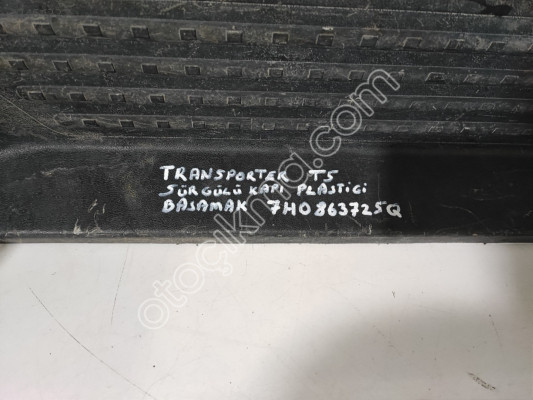 TRANSPORTER T5
SÜRGÜLÜ KAPI PLASTiGi
BASAMAK 7H0863725Q
otoçıkma.com